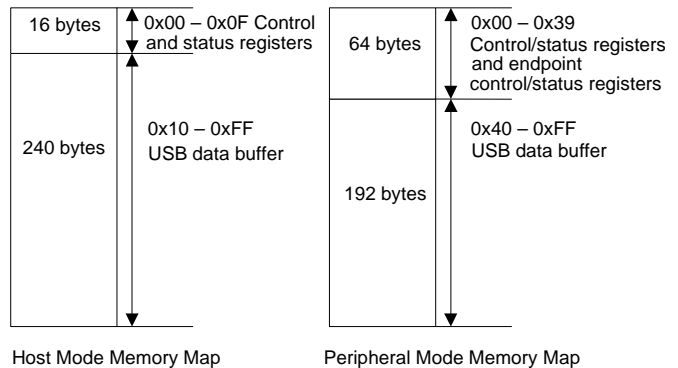 16 bytes
0x00 – 0x0F Control
and status registers
240 bytes
0x10 – 0xFF
USB data buffer
Host Mode Memory Map
64 bytes
0x00 – 0x39
Control/status registers
and endpoint
control/status registers
192 bytes
0x40 – 0xFF
USB data buffer
Peripheral Mode Memory Map